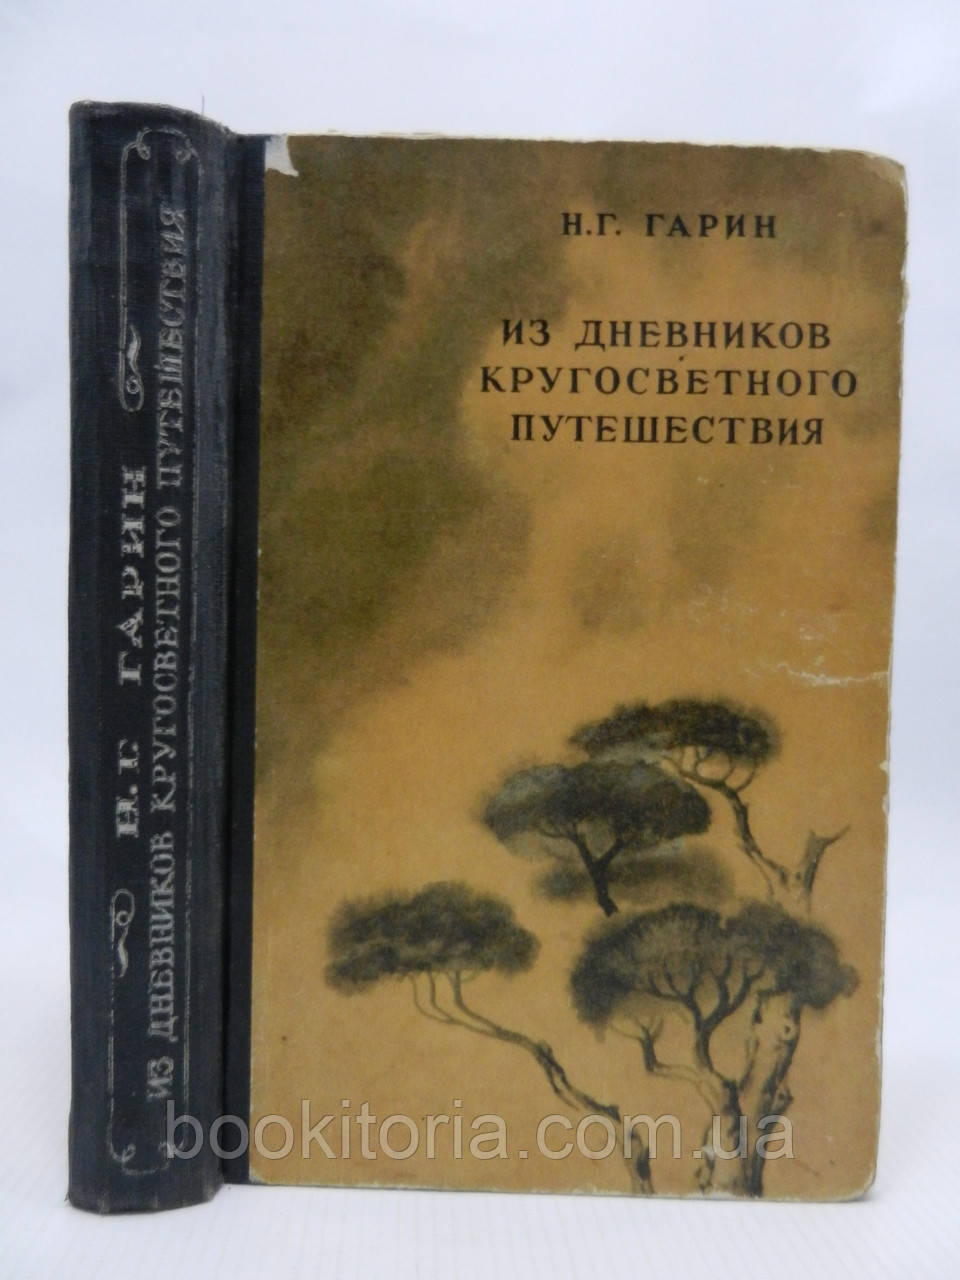 Н.Г. ГАРИН
ИЗ ДНЕВНИКОВ КРУГОСВЕТНОГО ПУТЕШЕСТВИЯ
Н.Г. ГАРИН
ИЗ ДНЕВНИКОВ
КРУГОСВЕТНОГО
ПУТЕШЕСТВИЯ
bookitoria.com.ua